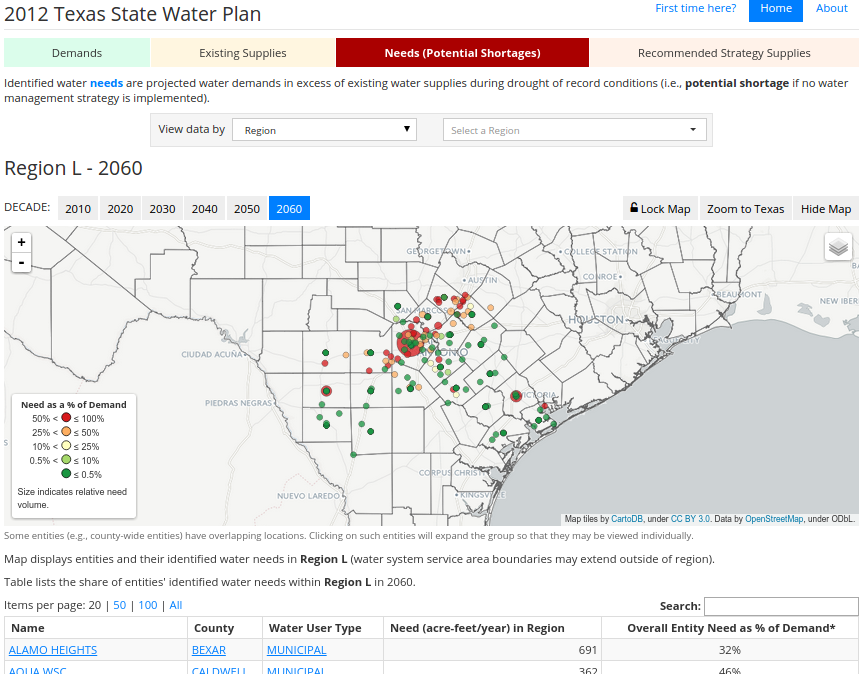 2012 Texas State Water Plan
First time here? Home About
Demands Existing Supplies Needs (Potential Shortages) Recommended Strategy Supplies
Identified water needs are projected water demands in excess of existing water supplies during drought of record conditions (i.e., potential shortage if no water
management strategy is implemented).
View data by Region Select a Region
Region L - 2060
DECADE: 2010 2020 2030 2040 2050 2060 Lock Map Zoom to Texas Hide Map
+
-
GEORGETOWN
COLLEGE STATION
AUSTIN
CONROE
BEAUMONT
NEW IBER
SAN MARCOS
HOUSTON
CIUDAD ACUÑA
VICTORIA
PIEDRAS NEGRAS
CORPUS CHRISTI
NUEVO LAREDO
KINGSVILLE
Need as a % of Demand
50% < ≤ 100%
25% < ≤ 50%
10% < ≤ 25%
0.5% < ≤ 10%
≤ 0.5%
Size indicates relative need
volume.
Map tiles by CartoDB, under CC BY 3.0. Data by OpenStreetMap, under ODbL.
Some entities (e.g., county-wide entities) have overlapping locations. Clicking on such entities will expand the group so that they may be viewed individually.
Map displays entities and their identified water needs in Region L (water system service area boundaries may extend outside of region).
Table lists the share of entities' identified water needs within Region L in 2060.
Items per page: 20 | 50 | 100 | All Search:
Name County Water User Type Need (acre-feet/year) in Region Overall Entity Need as % of Demand*
ALAMO HEIGHTS BEXAR MUNICIPAL 691 32%
AQUA WSC CALDWELL MUNICIPAL 362 46%